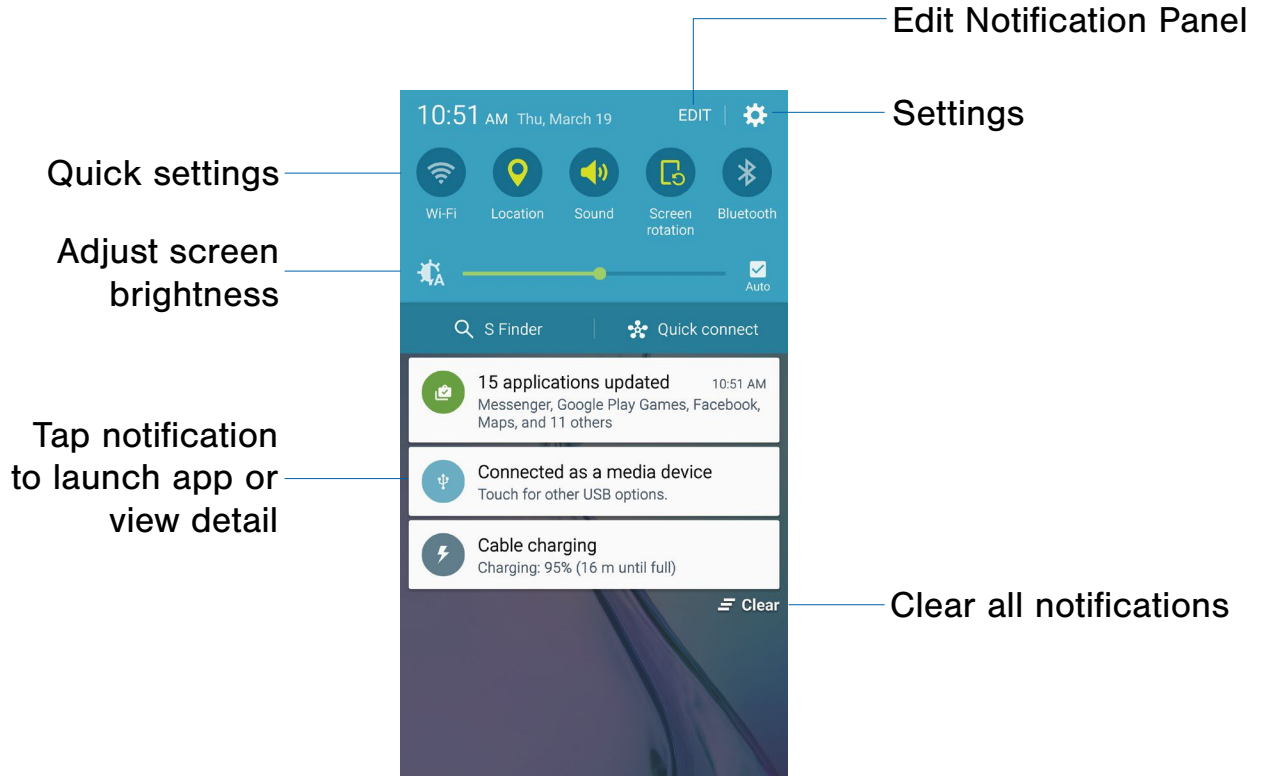 Edit Notification Panel
10:51 AM Thu, March 19 EDIT
Settings
Quick settings
Wi-Fi Location Sound Screen rotation Bluetooth
Adjust screen
brightness
A
Auto
S Finder Quick connect
15 applications updated 10:51 AM
Messenger, Google Play Games, Facebook,
Maps, and 11 others
Tap notification
to launch app or
view detail
Connected as a media device
Touch for other USB options.
Cable charging
Charging: 95% (16 m until full)
Clear
Clear all notifications